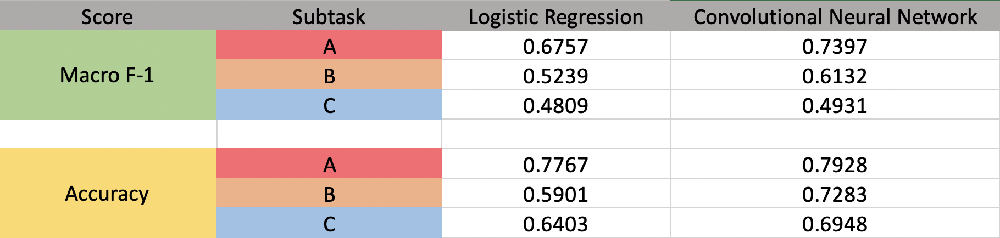 Score Subtask Logistic Regression Convolutional Neural Network
Macro F-1 A 0.6757 0.7397
B 0.5239 0.6132
C 0.4809 0.4931
Accuracy A 0.7767 0.7928
B 0.5901 0.7283
C 0.6403 0.6948